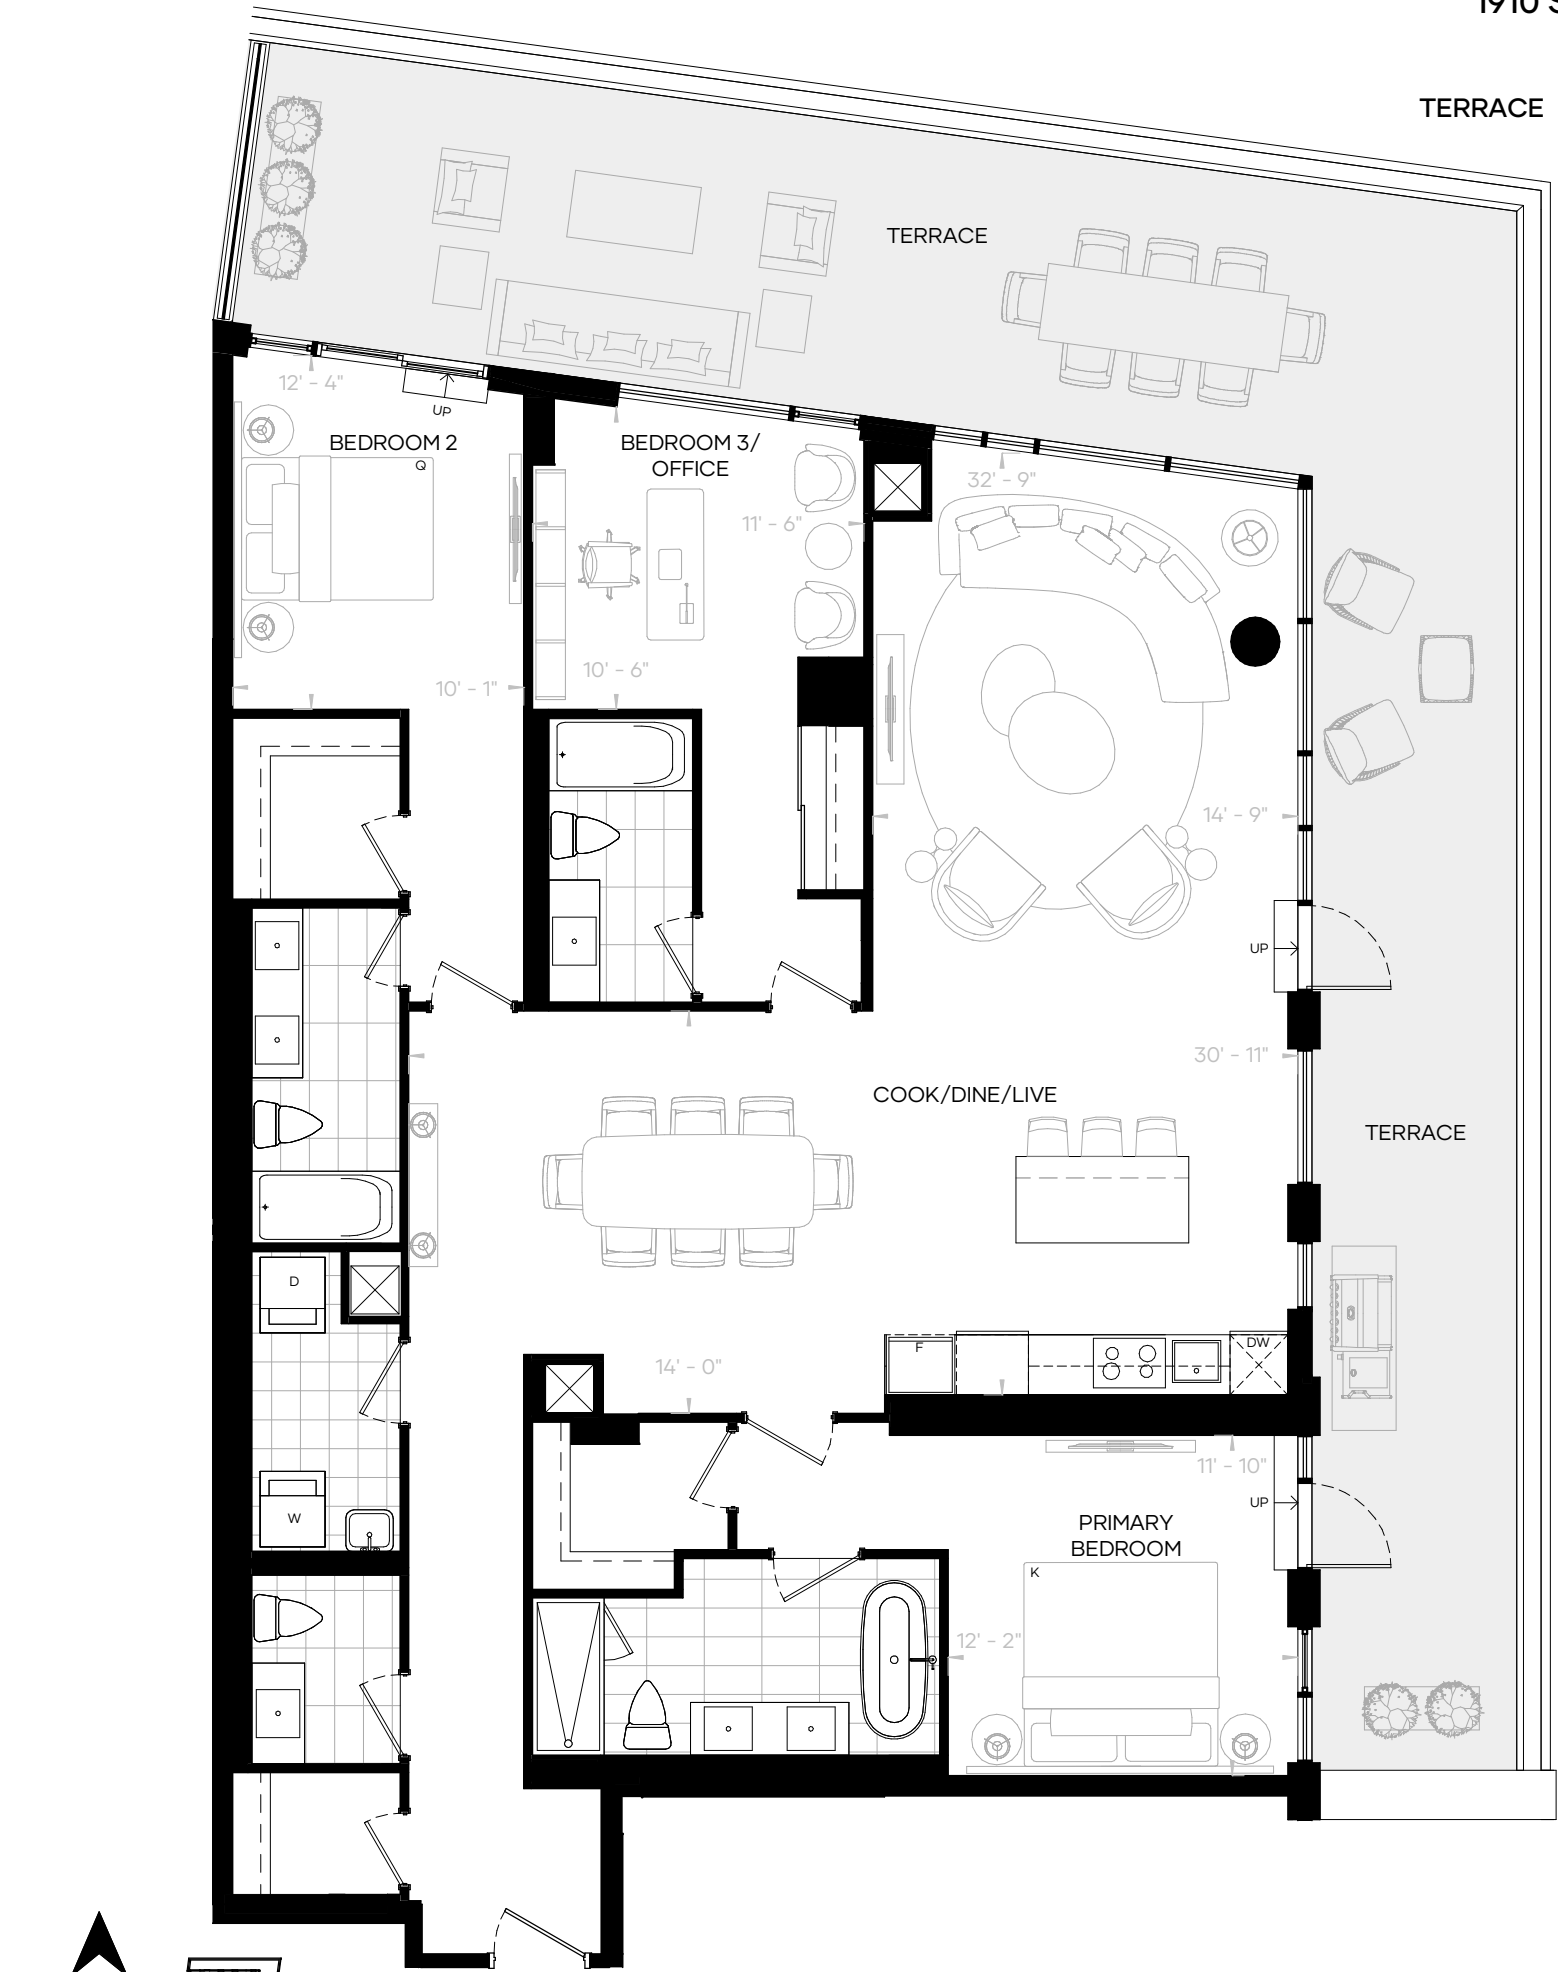 TERRACE
TERRACE
12' - 4"
UP
BEDROOM 2
Q
BEDROOM 3/
OFFICE
32' - 9"
11' - 6"
10' - 6"
10' - 1"
14' - 9"
UP
30' - 11"
COOK/DINE/LIVE
TERRACE
D
14' - 0"
F
DW
11' - 10"
UP
W
PRIMARY
BEDROOM
K
12' - 2"